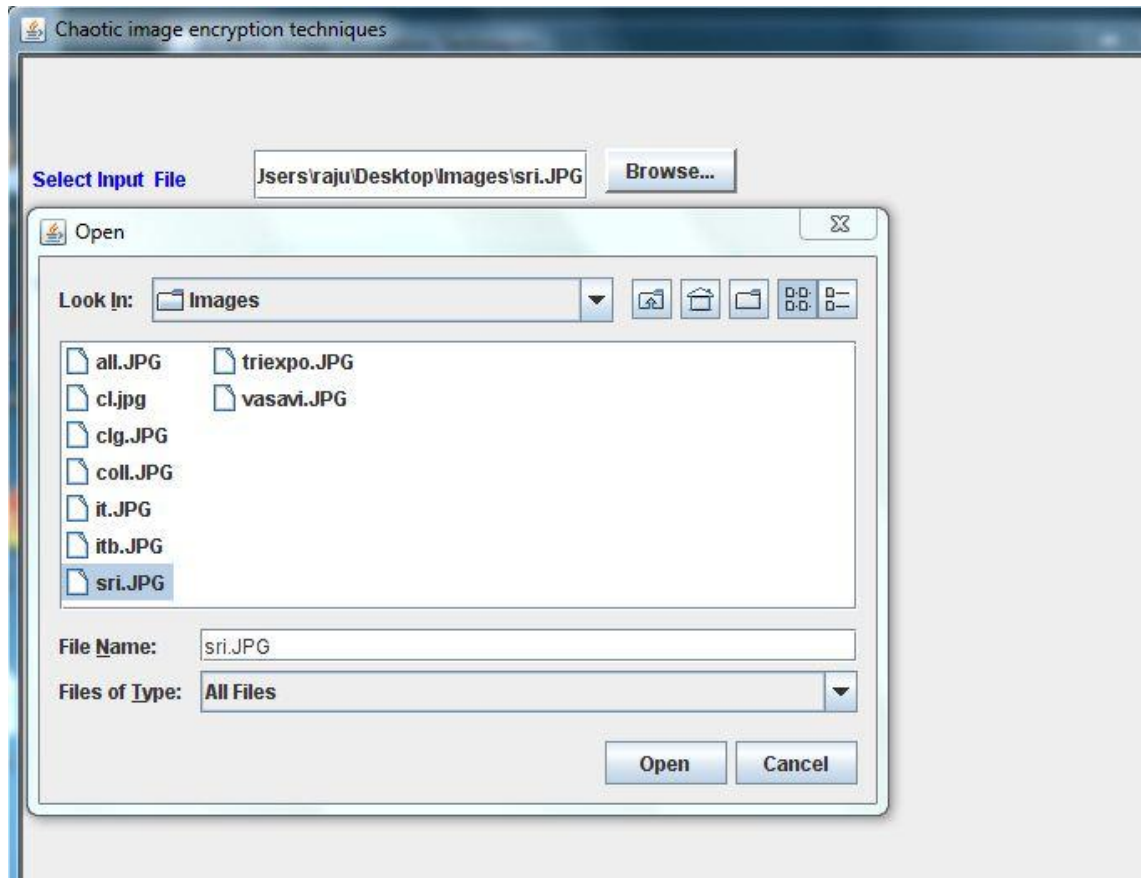 Chaotic image encryption techniques
Select Input File
Jsers\raju\Desktop\Images\sri.JPG
Browse...
Open
Look In:
Images
all.JPG
cl.jpg
clg.JPG
coll.JPG
it.JPG
itb.JPG
sri.JPG
triexpo.JPG
vasavi.JPG
File Name:
sri.JPG
Files of Type:
All Files
Open
Cancel